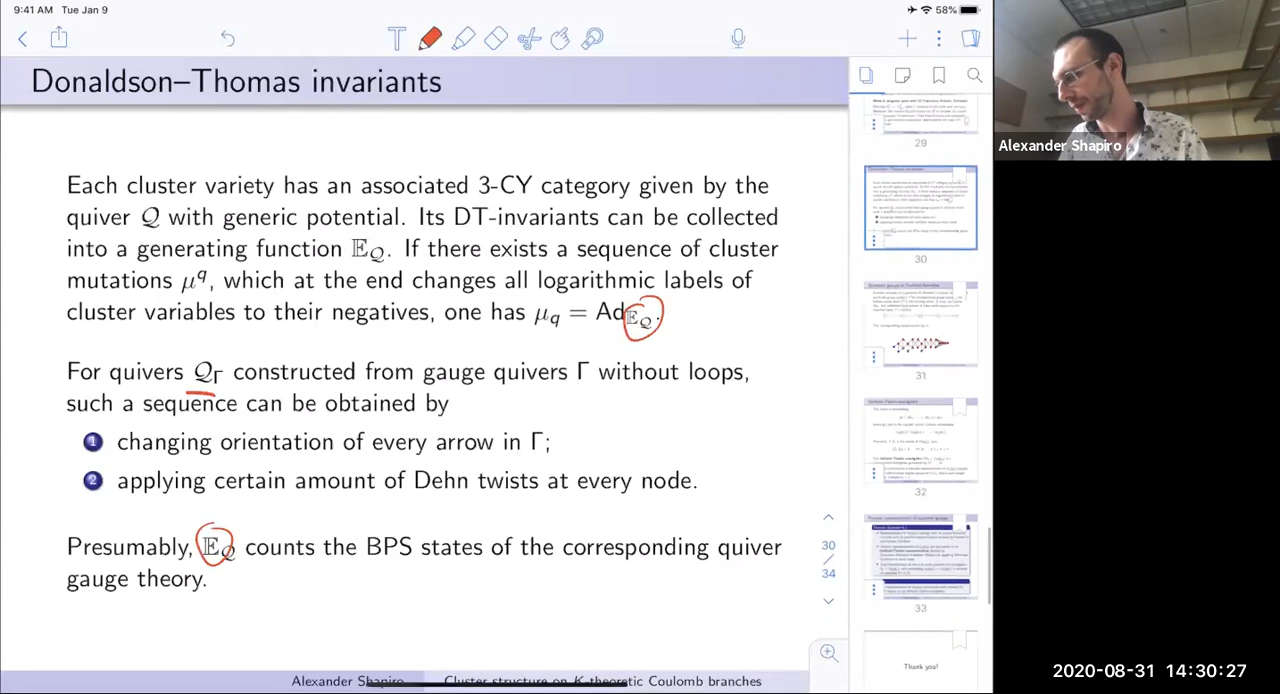 9:41 AM Tue Jan 9
58%
Donaldson–Thomas invariants
Each cluster variety has an associated 3-CY category given by the
quiver Q with generic potential. Its DT-invariants can be collected
into a generating function 𝔼_Q. If there exists a sequence of cluster
mutations μ^q, which at the end changes all logarithmic labels of
cluster variables to their negatives, one has μ_q = Ad_{𝔼_Q}.
For quivers Q_Γ constructed from gauge quivers Γ without loops,
such a sequence can be obtained by
1 changing orientation of every arrow in Γ;
2 applying certain amount of Dehn twists at every node.
Presumably 𝔼_Q counts the BPS states of the corresponding quiver
gauge theory.
Alexander Shapiro Cluster structure on K-theoretic Coulomb branches
30
34
29
30
31
32
33
Thank you!
Alexander Shapiro
2020-08-31 14:30:27